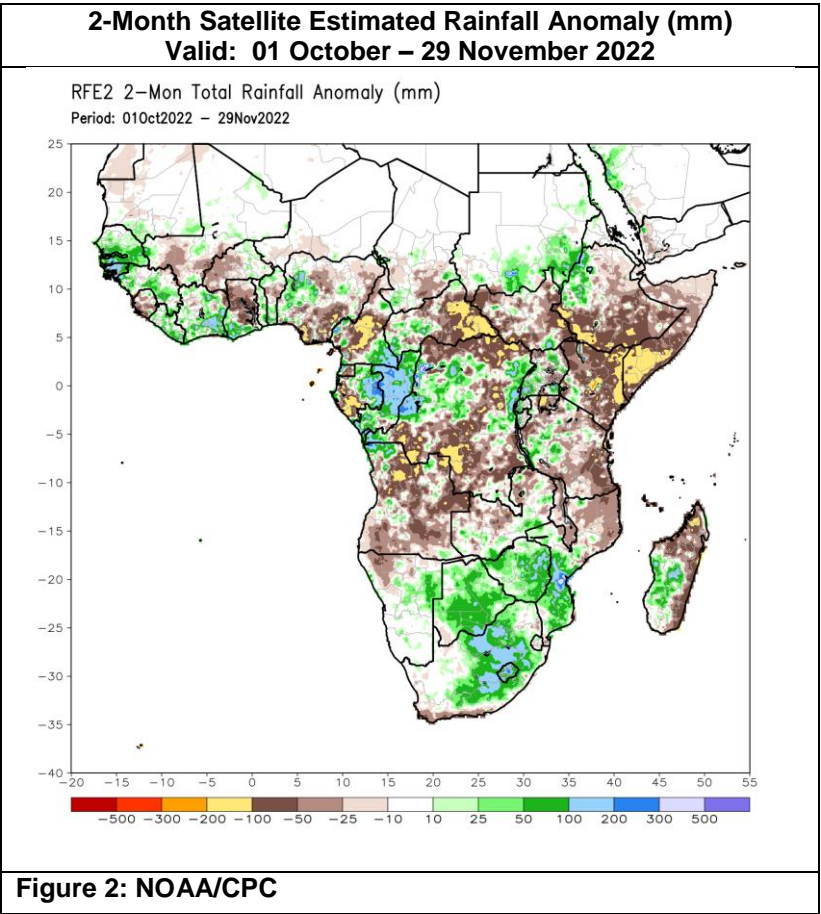 2-Month Satellite Estimated Rainfall Anomaly (mm)
Valid: 01 October – 29 November 2022
RFE2 2-Mon Total Rainfall Anomaly (mm)
Period: 01Oct2022 – 29Nov2022
25
20
15
10
5
0
-5
-10
-15
-20
-25
-30
-35
-40
-20 -15 -10 -5 0 5 10 15 20 25 30 35 40 45 50 55
-500 -300 -200 -100 -50 -25 -10 10 25 50 100 200 300 500
Figure 2: NOAA/CPC